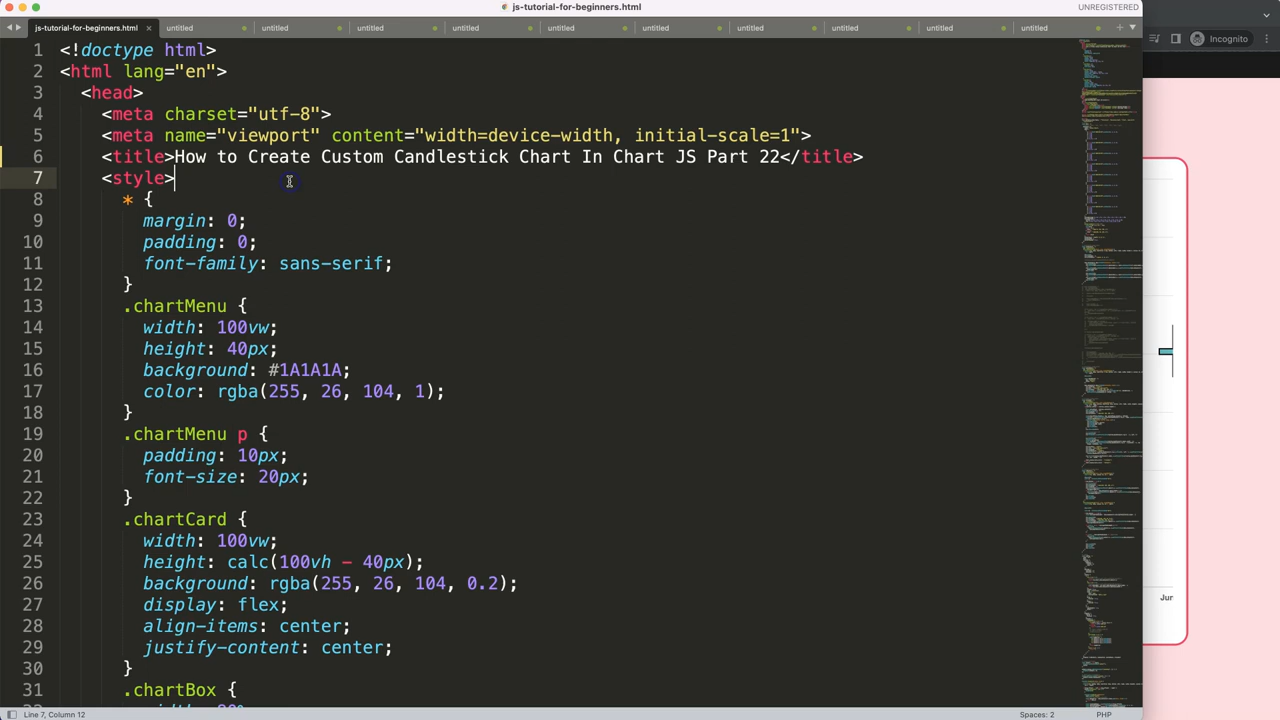 js-tutorial-for-beginners.html
UNREGISTERED
js-tutorial-for-beginners.html × untitled untitled untitled untitled untitled untitled untitled untitled untitled untitled
Incognito
1 <!doctype html>
2 <html lang="en">
3 <head>
4 <meta charset="utf-8">
5 <meta name="viewport" content="width=device-width, initial-scale=1">
6 <title>How to Create Custom Candlestick Chart In Chart JS Part 22</title>
7 <style>
8 * {
9 margin: 0;
10 padding: 0;
11 font-family: sans-serif;
12 }
13 .chartMenu {
14 width: 100vw;
15 height: 40px;
16 background: #1A1A1A;
17 color: rgba(255, 26, 104, 1);
18 }
19 .chartMenu p {
20 padding: 10px;
21 font-size: 20px;
22 }
23 .chartCard {
24 width: 100vw;
25 height: calc(100vh - 40px);
26 background: rgba(255, 26, 104, 0.2);
27 display: flex;
28 align-items: center;
29 justify-content: center;
30 }
31 .chartBox {
Jun
Line 7, Column 12
Spaces: 2
PHP